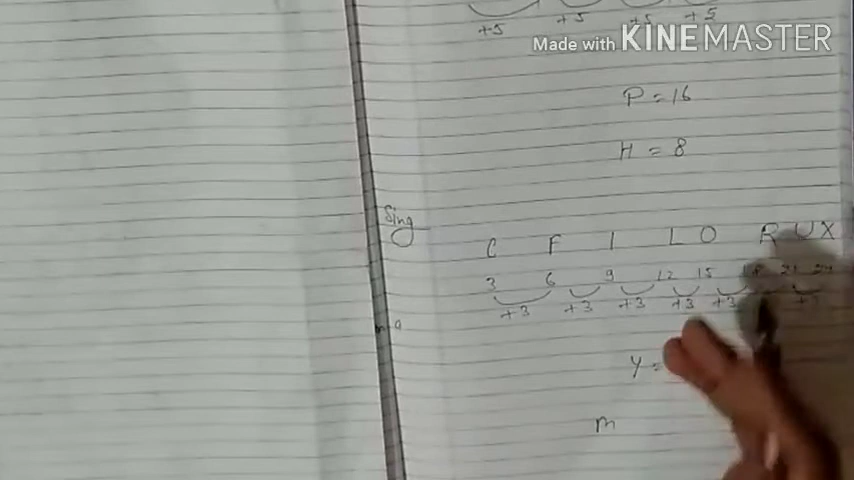 +5 +5 +5 +5
Made with KINEMASTER
P = 16
H = 8
Sing
C F I L O R U X
3 6 9 12 15 21
+3 +3 +3 +3 +3
Y =
m